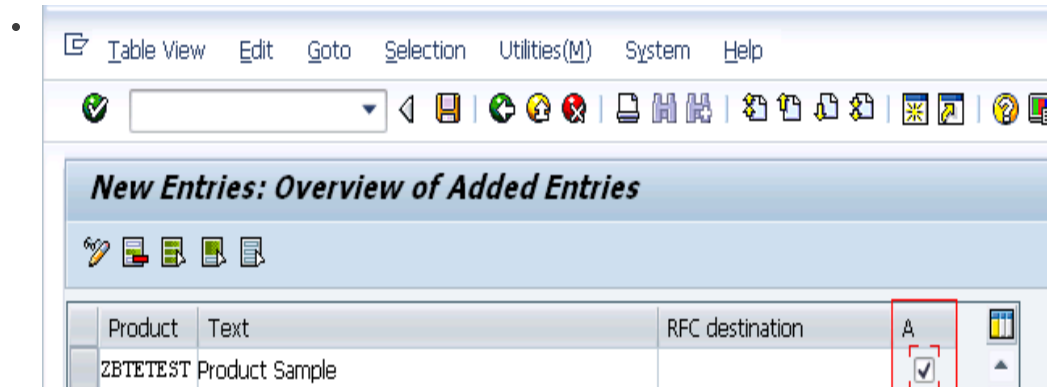 Table View Edit Goto Selection Utilities(M) System Help
New Entries: Overview of Added Entries
Product Text RFC destination A
ZBTETEST Product Sample